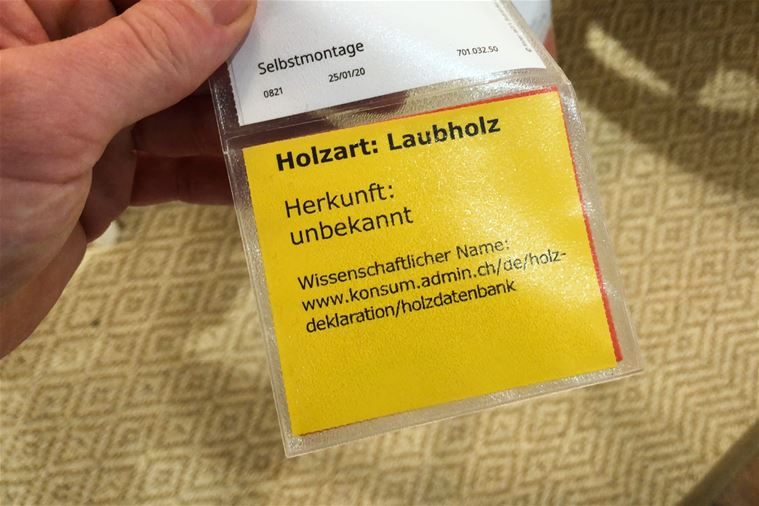 Selbstmontage 701.032.50
0821 25/01/20
Holzart: Laubholz
Herkunft:
unbekannt
Wissenschaftlicher Name:
www.konsum.admin.ch/de/holz-
deklaration/holzdatenbank